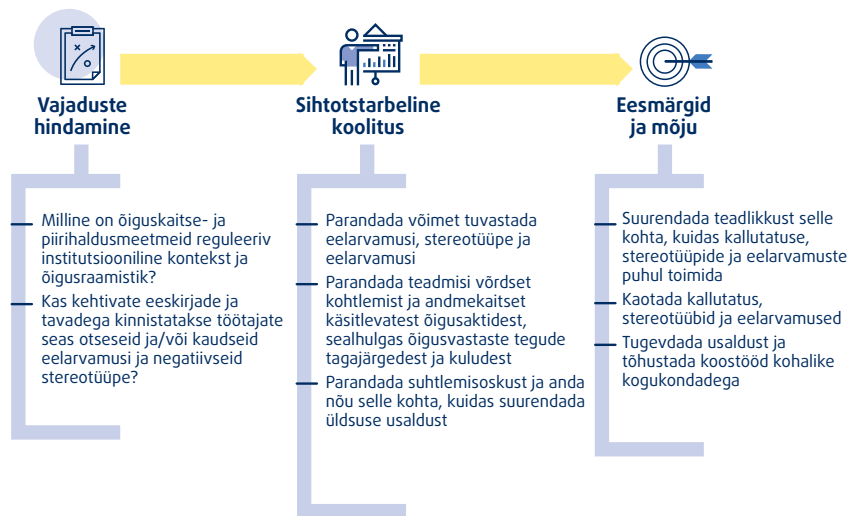 Vajaduste
hindamine
Sihtotstarbeline
koolitus
Eesmärgid
ja mõju
Milline on õiguskaitse- ja
piirihaldusmeetmeid reguleeriv
institutsiooniline kontekst ja
õigusraamistik?
Kas kehtivate eeskirjade ja
tavadega kinnistatakse töötajate
seas otseseid ja/või kaudseid
eelarvamusi ja negatiivseid
stereotüüpe?
Parandada võimet tuvastada
eelarvamusi, stereotüüpe ja
eelarvamusi
Parandada teadmisi võrdset
kohtlemist ja andmekaitset
käsitlevatest õigusaktidest,
sealhulgas õigusvastaste tegude
tagajärgedest ja kuludest
Parandada suhtlemisoskust ja anda
nõu selle kohta, kuidas suurendada
üldsuse usaldust
Suurendada teadlikkust selle
kohta, kuidas kallutatuse,
stereotüüpide ja eelarvamuste
puhul toimida
Kaotada kallutatus,
stereotüübid ja eelarvamused
Tugevdada usaldust ja
tõhustada koostööd kohalike
kogukondadega